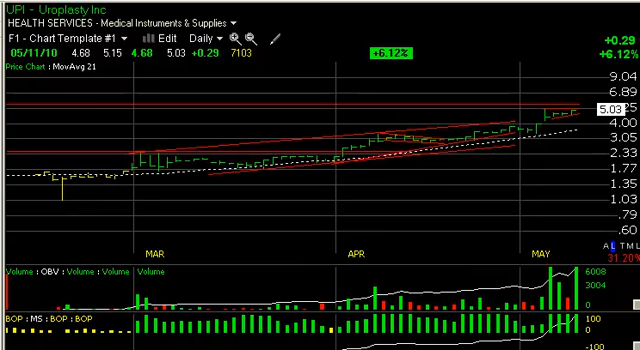 UPI - Uroplasty Inc
HEALTH SERVICES - Medical Instruments & Supplies
F1 - Chart Template #1 Edit Daily
05/11/10 4.68 5.15 4.68 5.03 +0.29 7103 +6.12%
+0.29
+6.12%
Price Chart : MovAvg 21
9.04
6.89
5.03
4.00
3.05
2.33
1.77
1.35
1.03
.79
.60
MAR APR MAY
A L TML
31.20%
Volume : OBV : Volume : Volume Volume
6008
3004
0
BOP : MS : BOP : BOP BOP
100
0
-100